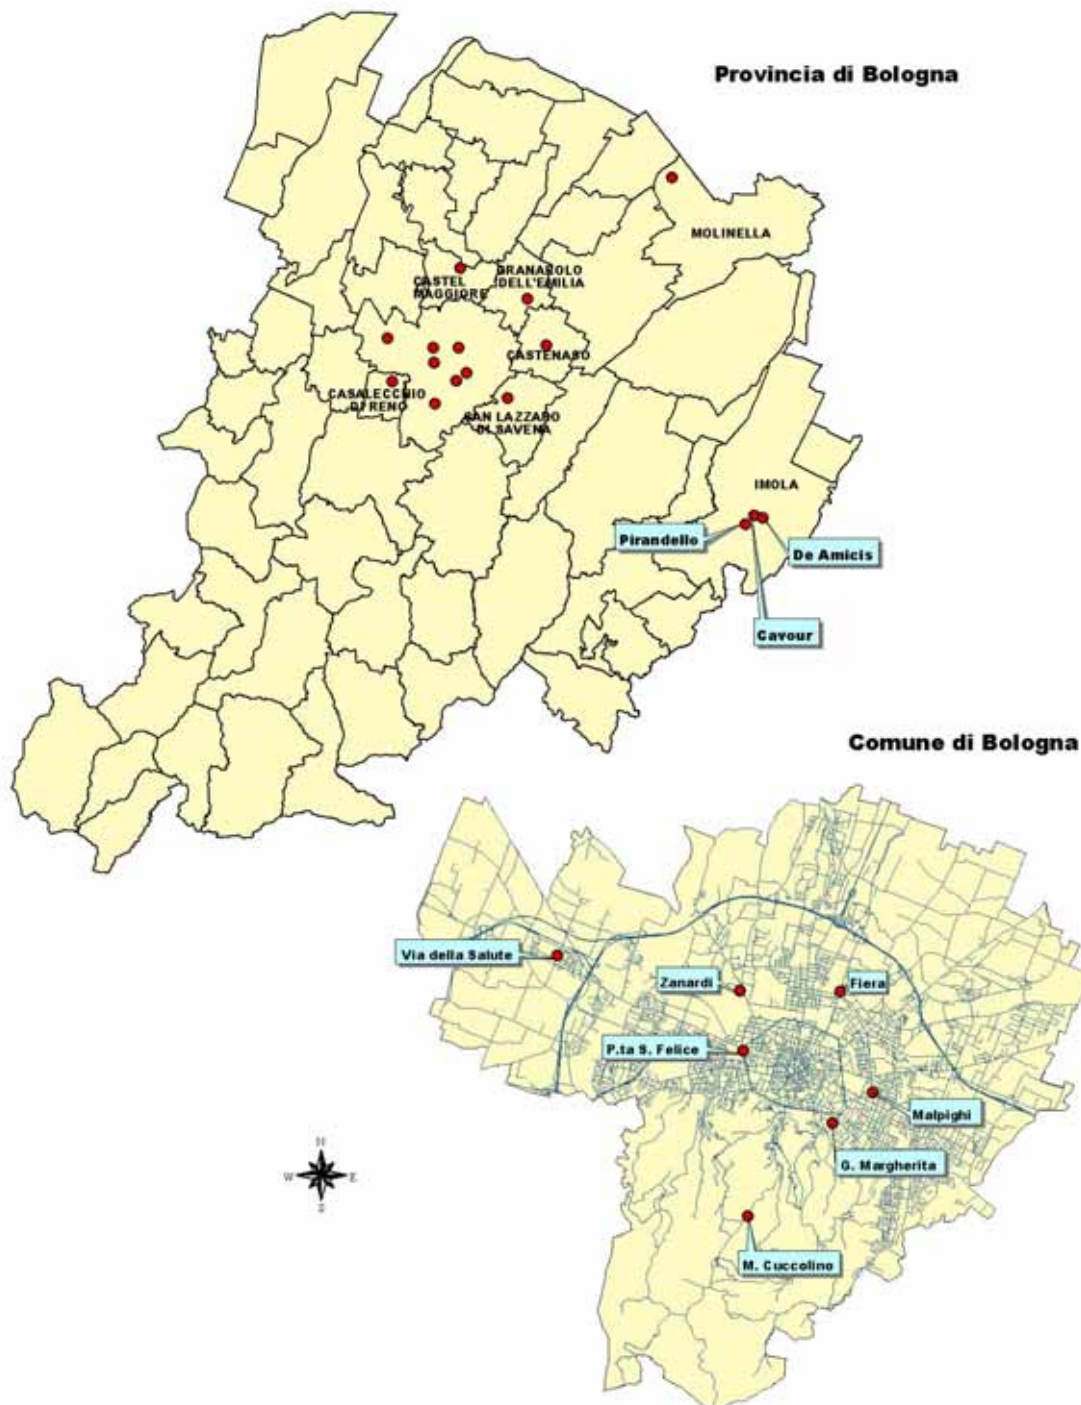 Provincia di Bologna
MOLINELLA
CASTEL
MAGGIORE
GRANAROLO
DELL'EMILIA
CASTENASO
CASALECCHIO
DI RENO
SAN LAZZARO
DI SAVENA
IMOLA
Pirandello
De Amicis
Cavour
Comune di Bologna
Via della Salute
Zanardi
Fiera
P.ta S. Felice
Malpighi
G. Margherita
M. Cuccolino
N
W
E
S